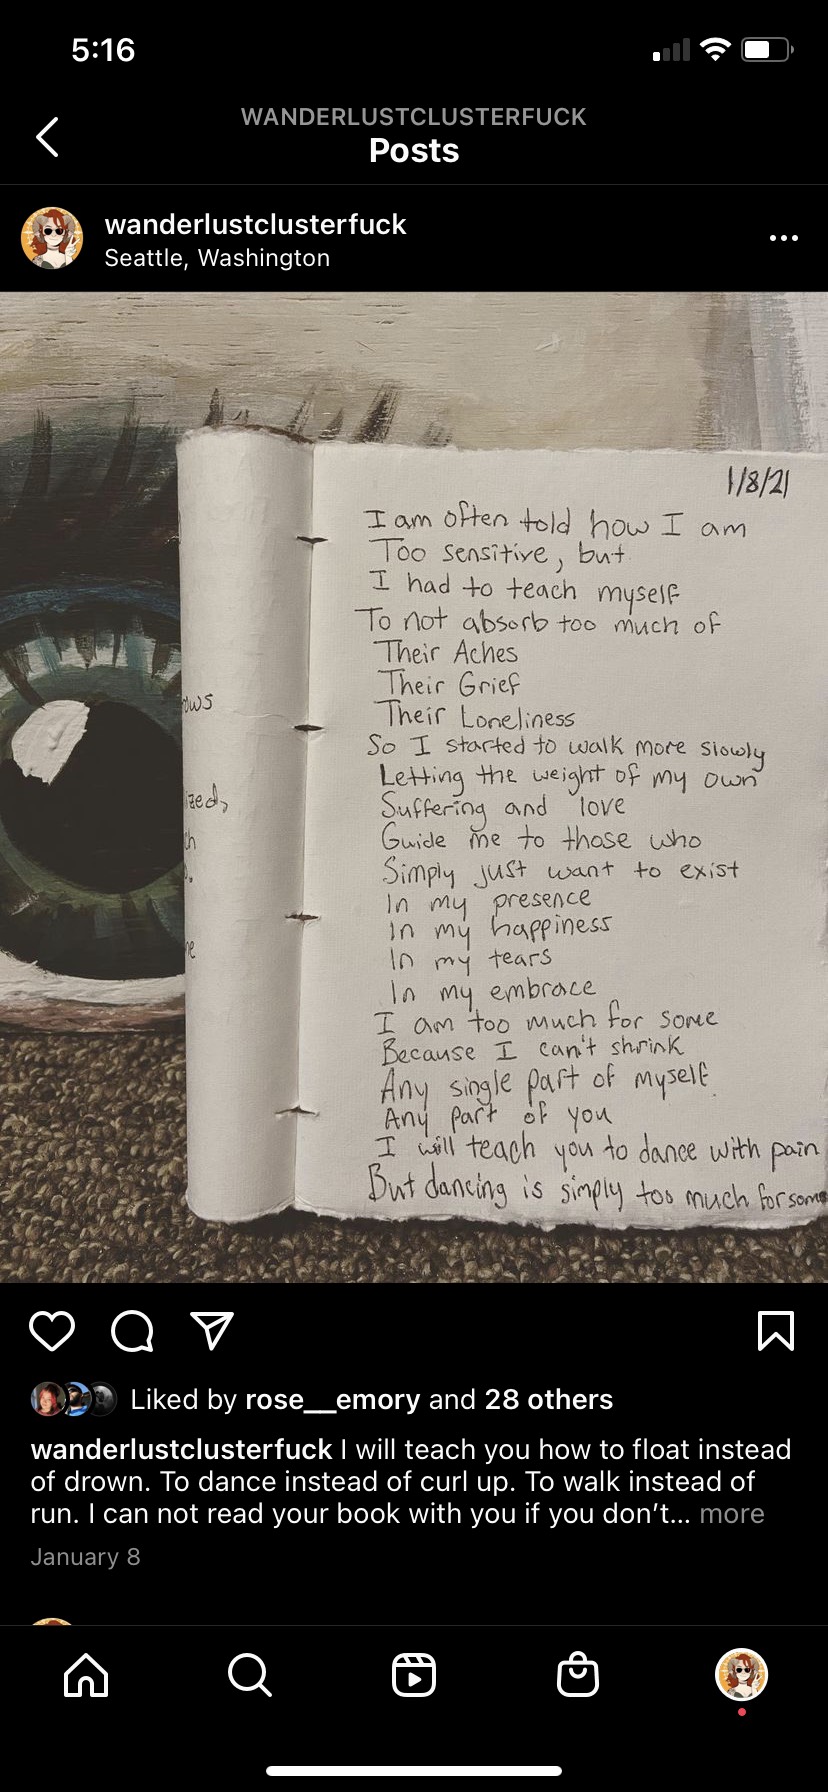 5:16
WANDERLUSTCLUSTERFUCK
Posts
wanderlustclusterfuck
Seattle, Washington
1/8/21
I am often told how I am
Too sensitive, but
I had to teach myself
To not absorb too much of
Their Aches
Their Grief
Their Loneliness
So I started to walk more slowly
Letting the weight of my own
Suffering and love
Guide me to those who
Simply just want to exist
In my presence
In my happiness
In my tears
In my embrace
I am too much for some
Because I can't shrink
Any single part of myself.
Any part of you
I will teach you to dance with pain
But dancing is simply too much for some
Liked by rose__emory and 28 others
wanderlustclusterfuck I will teach you how to float instead
of drown. To dance instead of curl up. To walk instead of
run. I can not read your book with you if you don’t... more
January 8